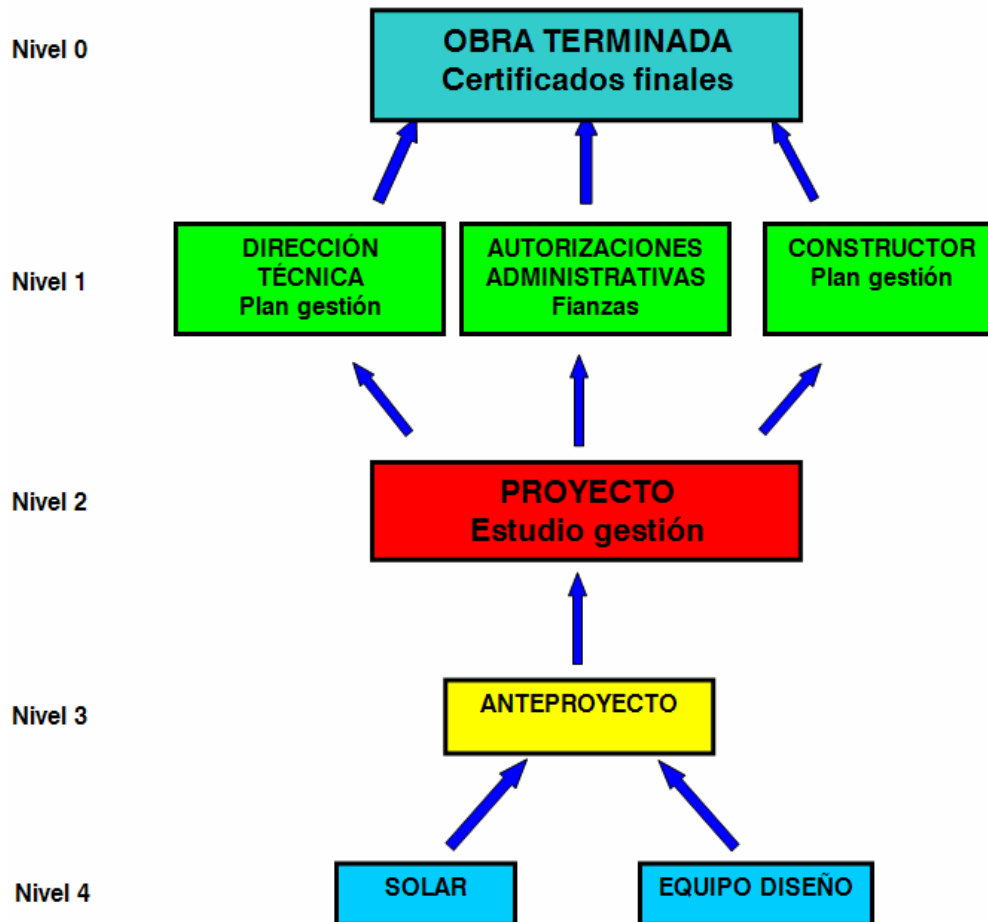 Nivel 0
OBRA TERMINADA
Certificados finales
Nivel 1
DIRECCIÓN
TÉCNICA
Plan gestión
AUTORIZACIONES
ADMINISTRATIVAS
Fianzas
CONSTRUCTOR
Plan gestión
Nivel 2
PROYECTO
Estudio gestión
Nivel 3
ANTEPROYECTO
Nivel 4
SOLAR
EQUIPO DISEÑO